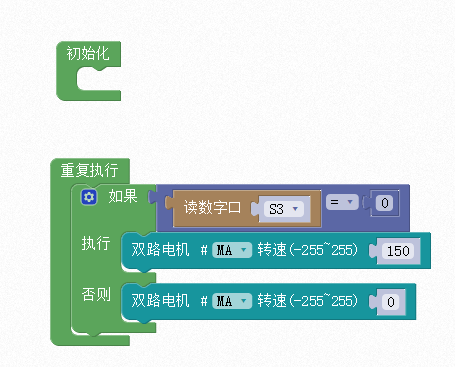 初始化
重复执行
如果 读数字口 S3 = 0
执行 双路电机 # MA 转速(-255~255) 150
否则 双路电机 # MA 转速(-255~255) 0